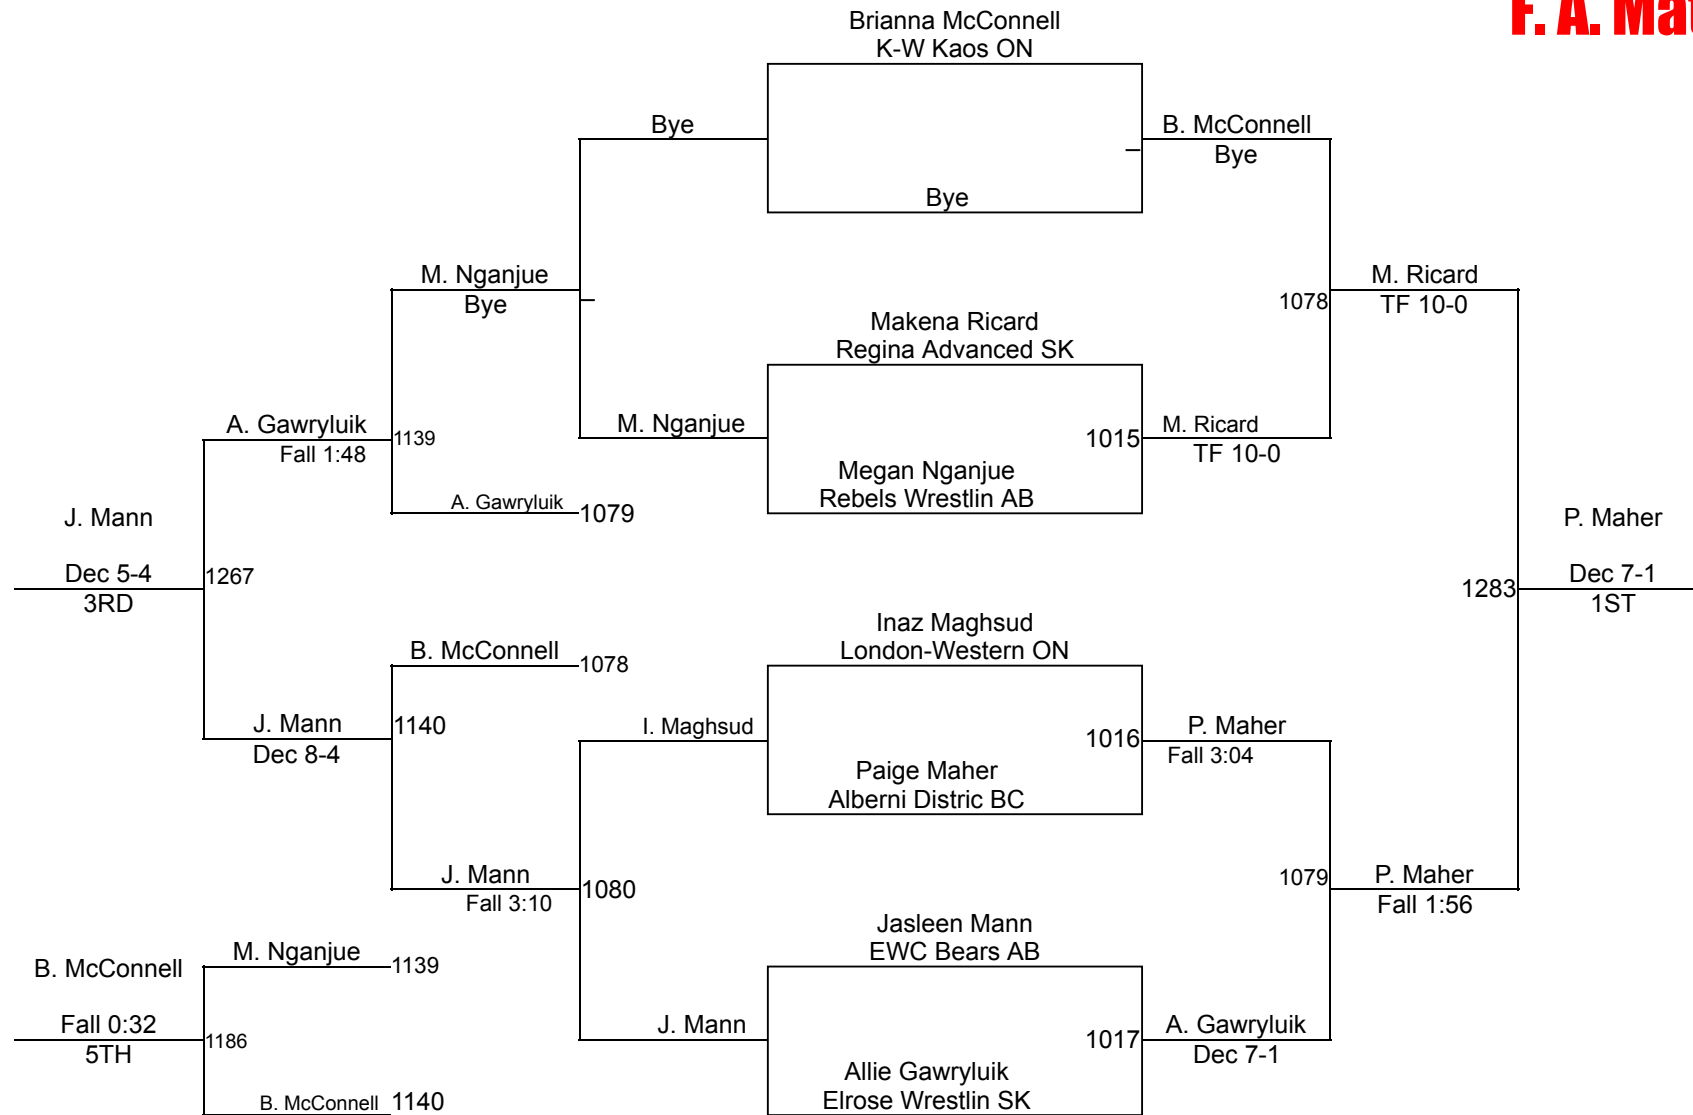 F. A. Mat
Brianna McConnell
K-W Kaos ON
Bye
B. McConnell
Bye
Bye
M. Nganjue
Bye
M. Ricard
TF 10-0
1078
Makena Ricard
Regina Advanced SK
A. Gawryluik
Fall 1:48
1139
M. Nganjue
1015
M. Ricard
TF 10-0
Megan Nganjue
Rebels Wrestlin AB
A. Gawryluik
1079
J. Mann
Dec 5-4
3RD
1267
P. Maher
Dec 7-1
1ST
1283
Inaz Maghsud
London-Western ON
B. McConnell
1078
J. Mann
Dec 8-4
1140
I. Maghsud
1016
P. Maher
Fall 3:04
Paige Maher
Alberni Distric BC
J. Mann
Fall 3:10
1080
1079
P. Maher
Fall 1:56
Jasleen Mann
EWC Bears AB
B. McConnell
Fall 0:32
5TH
M. Nganjue
1139
1186
J. Mann
1017
A. Gawryluik
Dec 7-1
Allie Gawryluik
Elrose Wrestlin SK
B. McConnell
1140